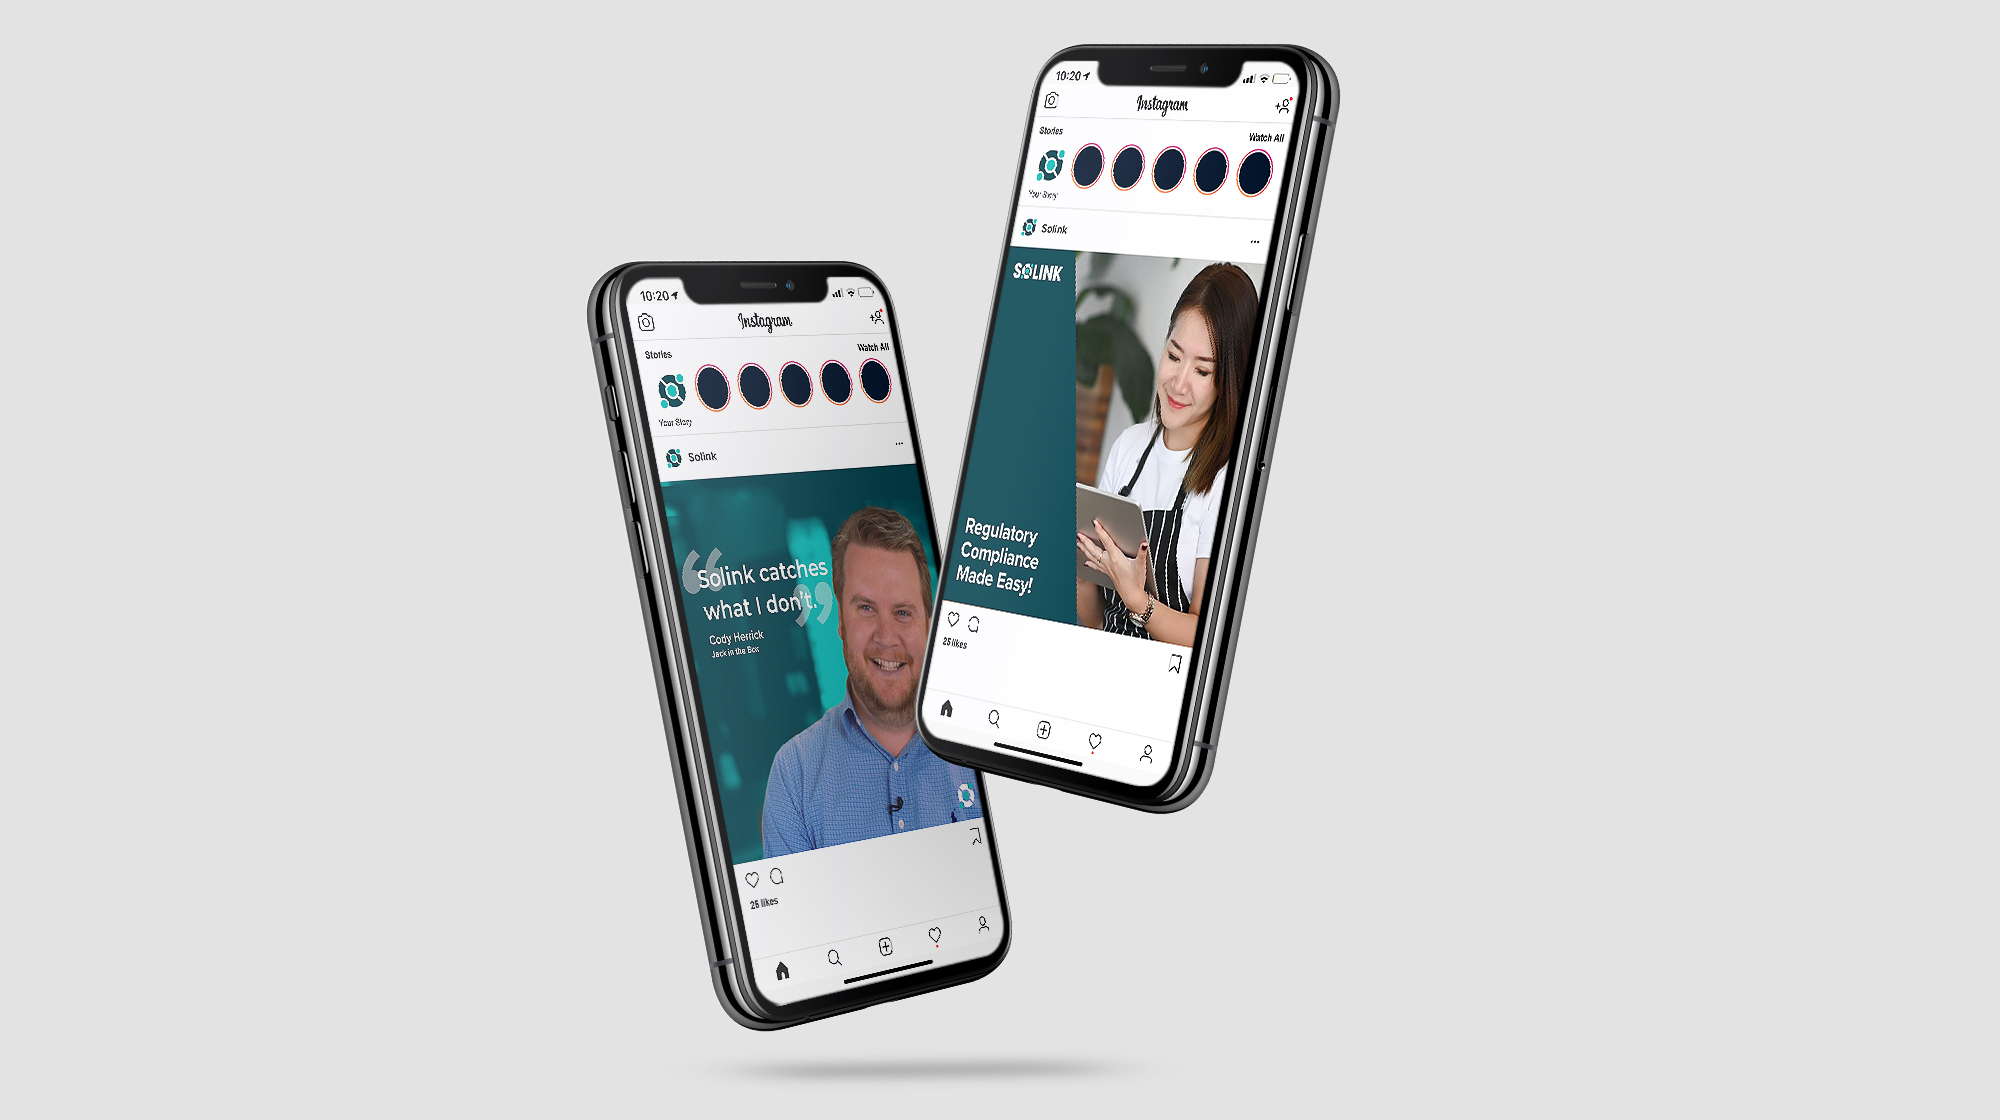 10:20
Instagram
Stories
Watch All
Your Story
Solink
“Solink catches
what I don't.”
Cody Herrick
Jack in the Box
25 likes
10:20
Instagram
Stories
Watch All
Your Story
Solink
SOLINK
Regulatory
Compliance
Made Easy!
25 likes